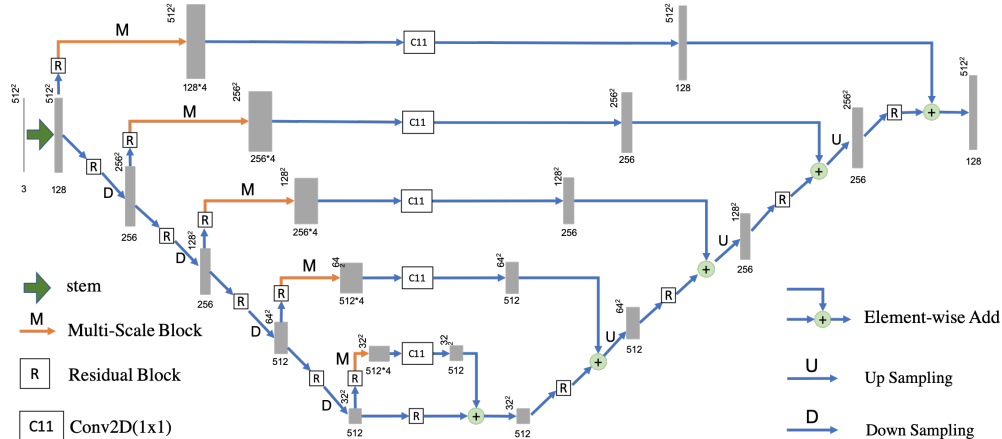 512²
M
512²
C11
128*4
128
R
512²
512²
3
128
M
256²
C11
256*4
256²
256
R
R
D
256²
256
+
512²
128
R
256²
U
256
+
M
128²
C11
256*4
128²
256
R
R
D
128²
256
R
128²
U
256
+
M
64²
C11
512*4
64²
512
R
R
D
64²
512
R
64²
U
512
+
M
32²
C11
512*4
32²
512
R
R
D
32²
512
R
+
32²
512
R
stem
M
Multi-Scale Block
R
Residual Block
C11
Conv2D(1x1)
+
Element-wise Add
U
Up Sampling
D
Down Sampling